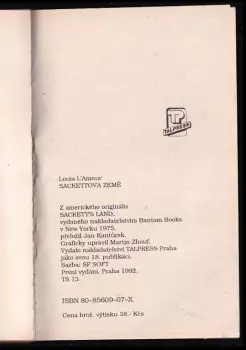 TP
TALPRESS
Louis L'Amour
SACKETTOVA ZEMĚ
Z amerického originálu
SACKETT'S LAND,
vydaného nakladatelstvím Bantam Books
v New Yorku 1975,
přeložil Jan Kantůrek.
Graficky upravil Martin Zhouf.
Vydalo nakladatelství TALPRESS Praha
jako svou 18. publikaci.
Sazba: SF SOFT
První vydání, Praha 1992.
TS 13.
ISBN 80-85609-07-X
Cena brož. výtisku 38.- Kčs